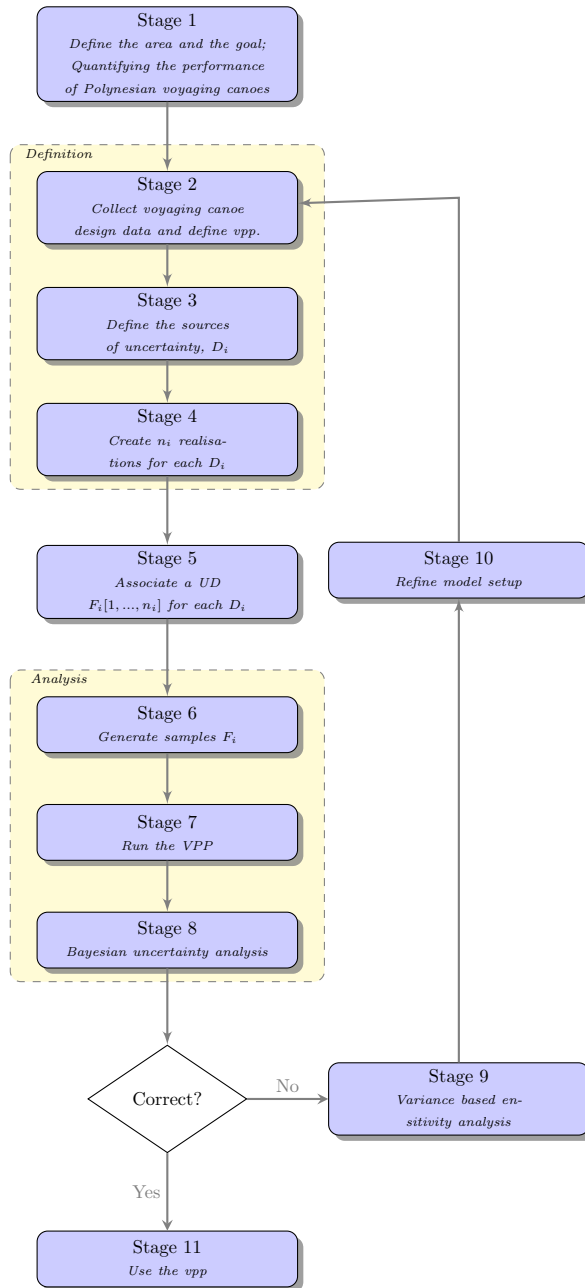 Stage 1
Define the area and the goal;
Quantifying the performance
of Polynesian voyaging canoes
Definition
Stage 2
Collect voyaging canoe
design data and define vpp.
Stage 3
Define the sources
of uncertainty, D_i
Stage 4
Create n_i realisa-
tions for each D_i
Stage 5
Associate a UD
F_i[1, ..., n_i] for each D_i
Stage 10
Refine model setup
Analysis
Stage 6
Generate samples F_i
Stage 7
Run the VPP
Stage 8
Bayesian uncertainty analysis
Correct?
No
Stage 9
Variance based en-
sitivity analysis
Yes
Stage 11
Use the vpp